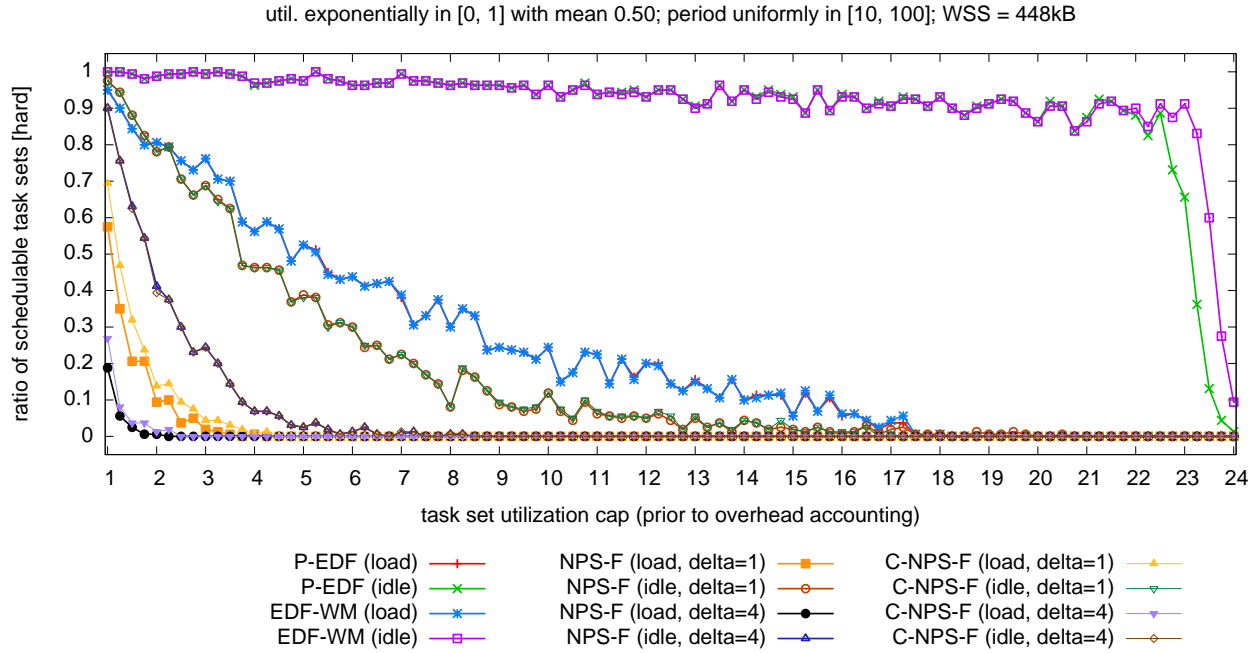 util. exponentially in [0, 1] with mean 0.50; period uniformly in [10, 100]; WSS = 448kB
ratio of schedulable task sets [hard]
1
0.9
0.8
0.7
0.6
0.5
0.4
0.3
0.2
0.1
0
1 2 3 4 5 6 7 8 9 10 11 12 13 14 15 16 17 18 19 20 21 22 23 24
task set utilization cap (prior to overhead accounting)
P-EDF (load) NPS-F (load, delta=1) C-NPS-F (load, delta=1)
P-EDF (idle) NPS-F (idle, delta=1) C-NPS-F (idle, delta=1)
EDF-WM (load) NPS-F (load, delta=4) C-NPS-F (load, delta=4)
EDF-WM (idle) NPS-F (idle, delta=4) C-NPS-F (idle, delta=4)